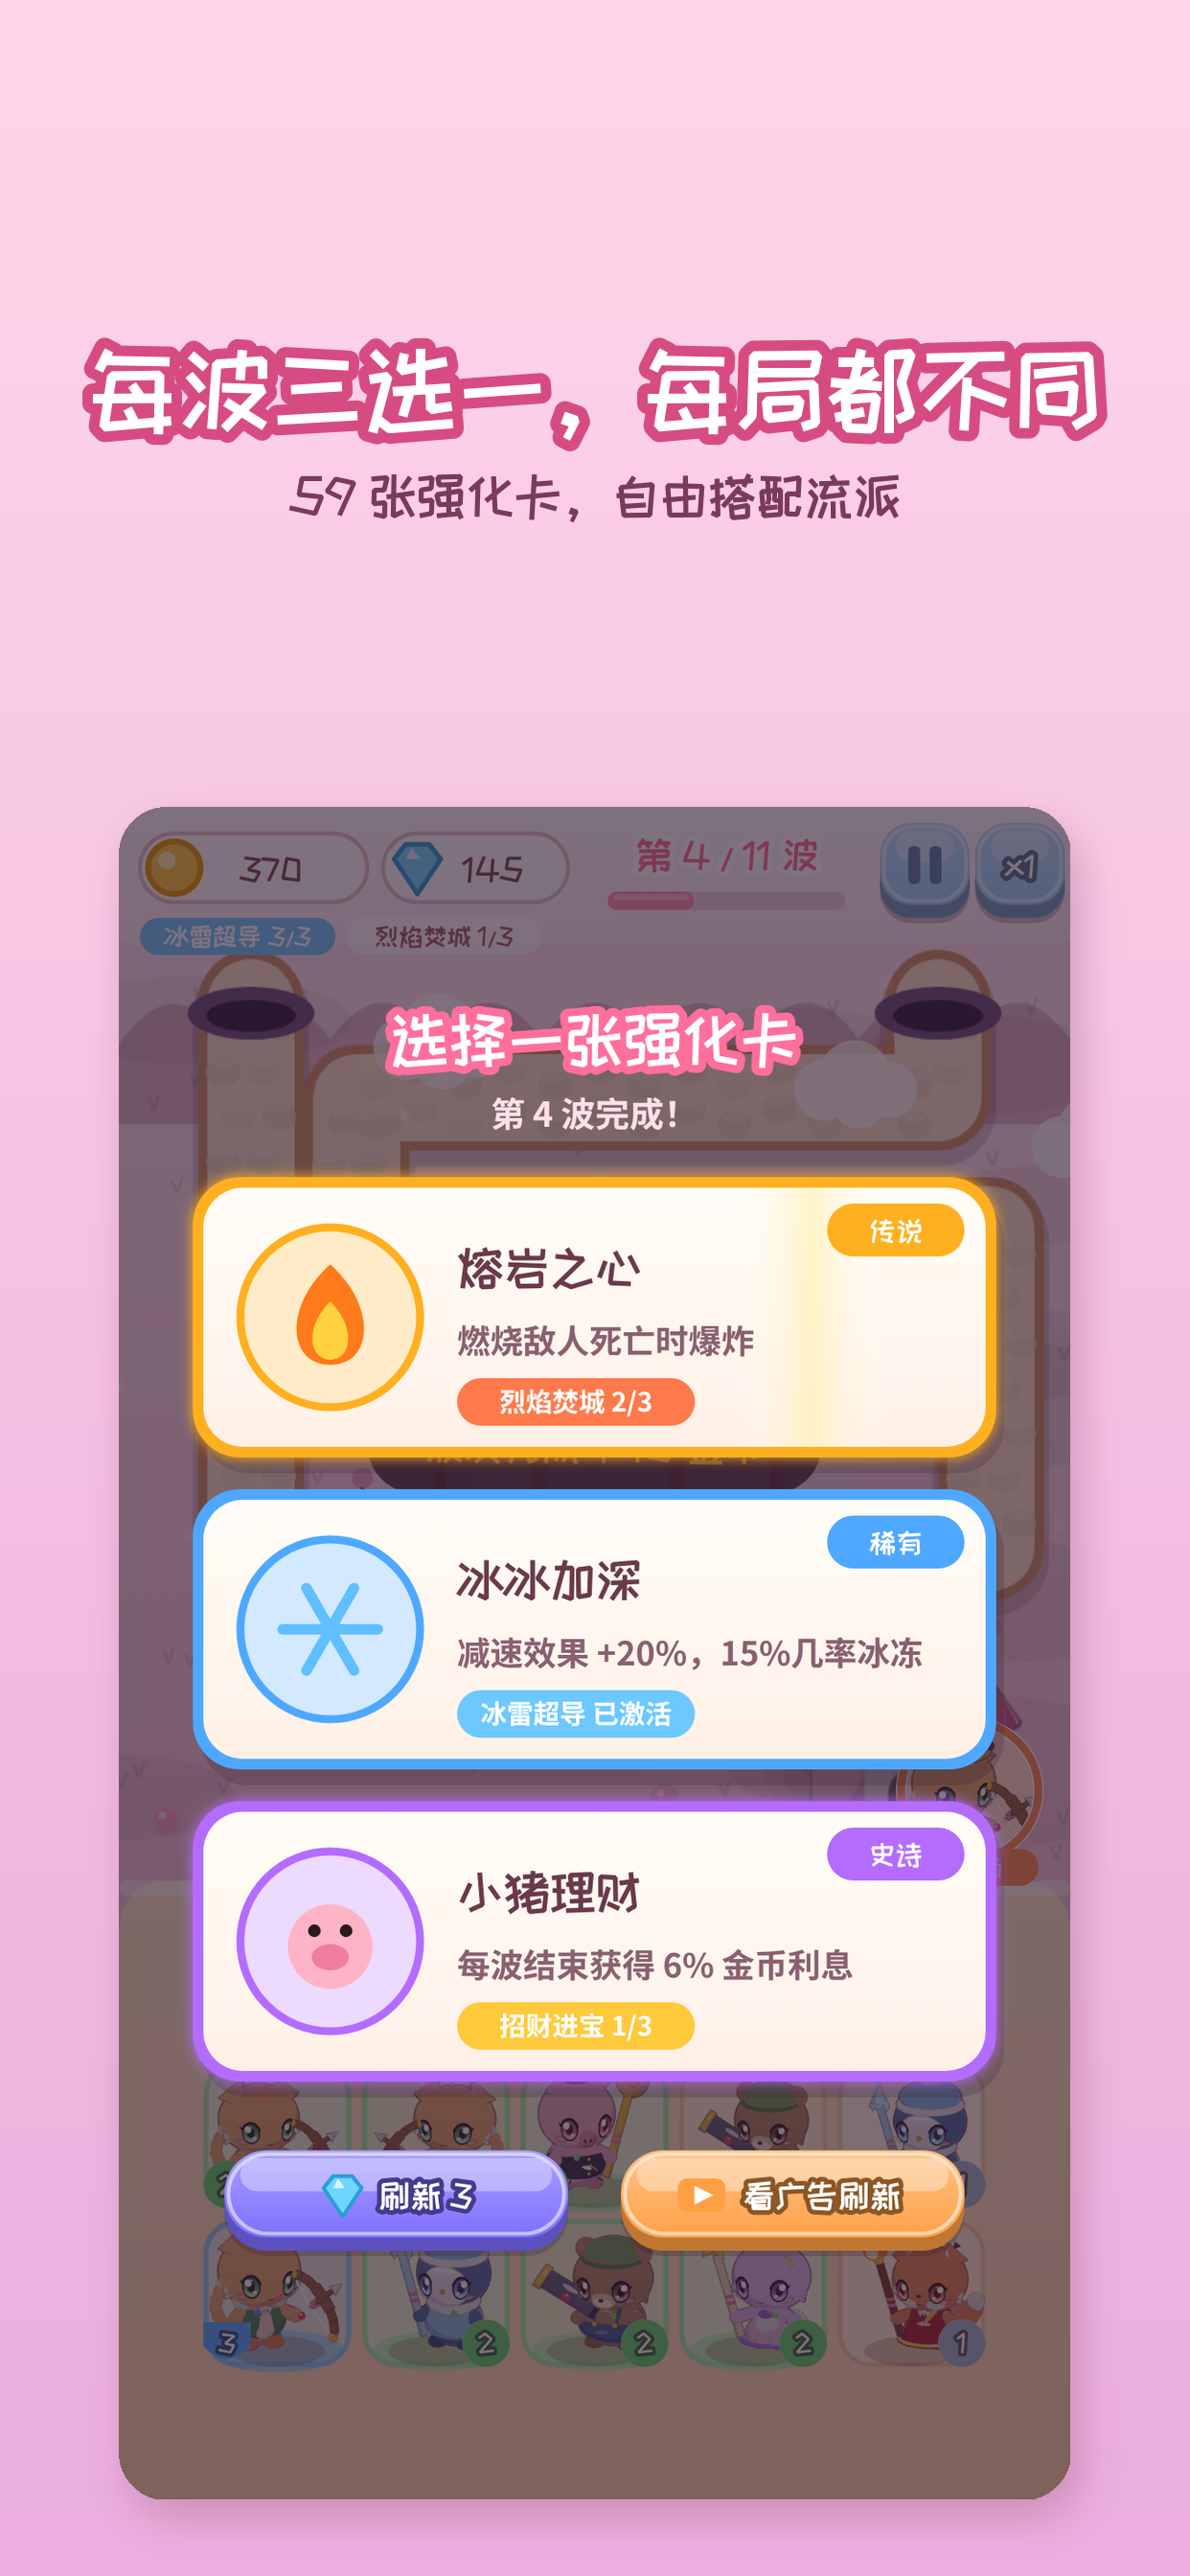 每波三选一，每局都不同
59 张强化卡，自由搭配流派
370
145
第 4 / 11 波
×1
冰雷超导 3/3
烈焰焚城 1/3
选择一张强化卡
第 4 波完成！
传说
熔岩之心
燃烧敌人死亡时爆炸
烈焰焚城 2/3
稀有
冰冰加深
减速效果 +20%，15%几率冰冻
冰雷超导 已激活
史诗
小猪理财
每波结束获得 6% 金币利息
招财进宝 1/3
刷新 3
看广告刷新
3
2
2
2
1